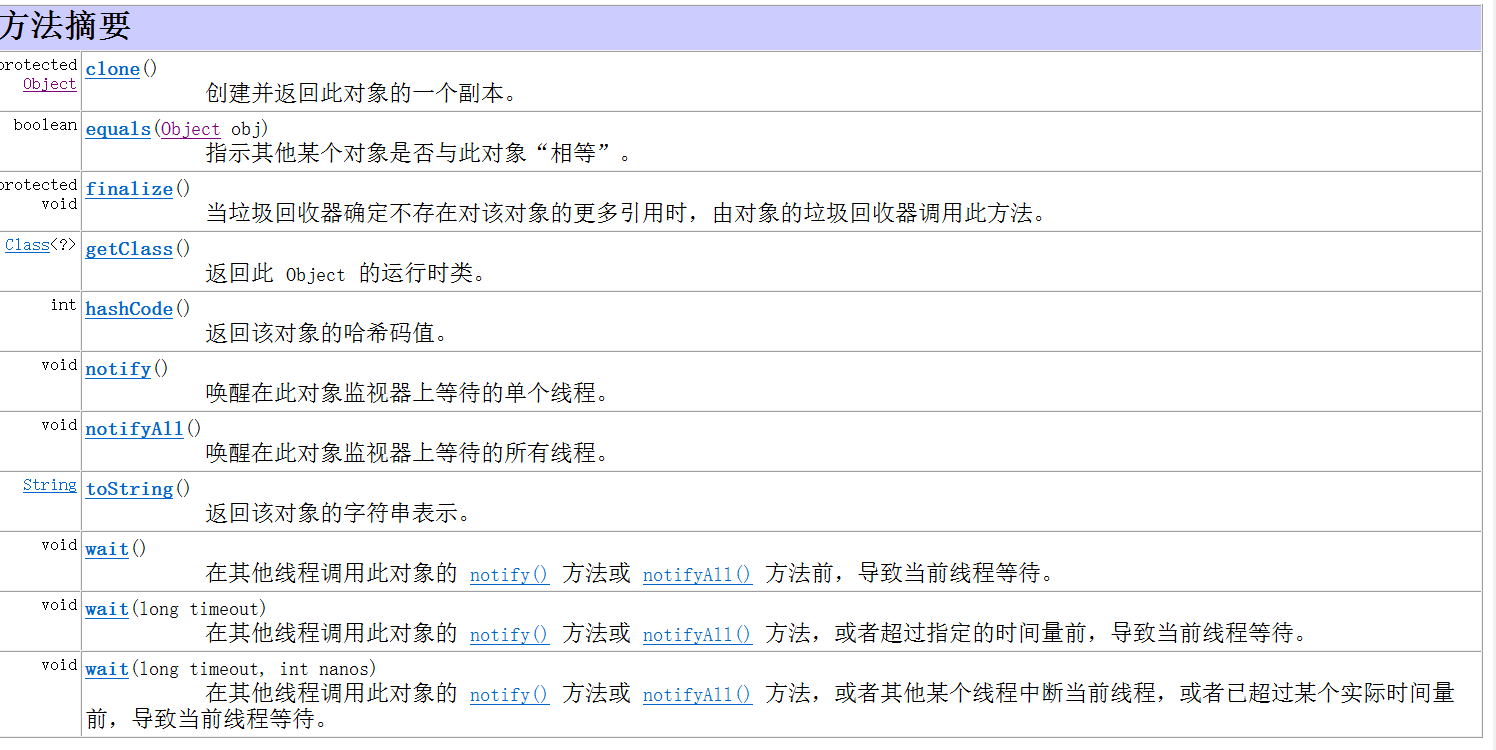 方法摘要
protected Object clone()
创建并返回此对象的一个副本。
boolean equals(Object obj)
指示其他某个对象是否与此对象“相等”。
protected void finalize()
当垃圾回收器确定不存在对该对象的更多引用时，由对象的垃圾回收器调用此方法。
Class<?> getClass()
返回此 Object 的运行时类。
int hashCode()
返回该对象的哈希码值。
void notify()
唤醒在此对象监视器上等待的单个线程。
void notifyAll()
唤醒在此对象监视器上等待的所有线程。
String toString()
返回该对象的字符串表示。
void wait()
在其他线程调用此对象的 notify() 方法或 notifyAll() 方法前，导致当前线程等待。
void wait(long timeout)
在其他线程调用此对象的 notify() 方法或 notifyAll() 方法，或者超过指定的时间量前，导致当前线程等待。
void wait(long timeout, int nanos)
在其他线程调用此对象的 notify() 方法或 notifyAll() 方法，或者其他某个线程中断当前线程，或者已超过某个实际时间量
前，导致当前线程等待。